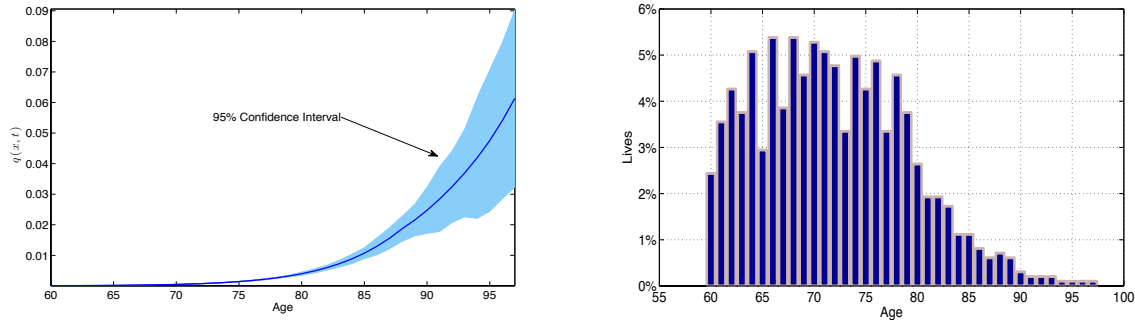 0.09
0.08
0.07
0.06
0.05
0.04
0.03
0.02
0.01
q(x,t)
95% Confidence Interval
60 65 70 75 80 85 90 95
Age
6%
5%
4%
3%
2%
1%
0%
Lives
55 60 65 70 75 80 85 90 95 100
Age